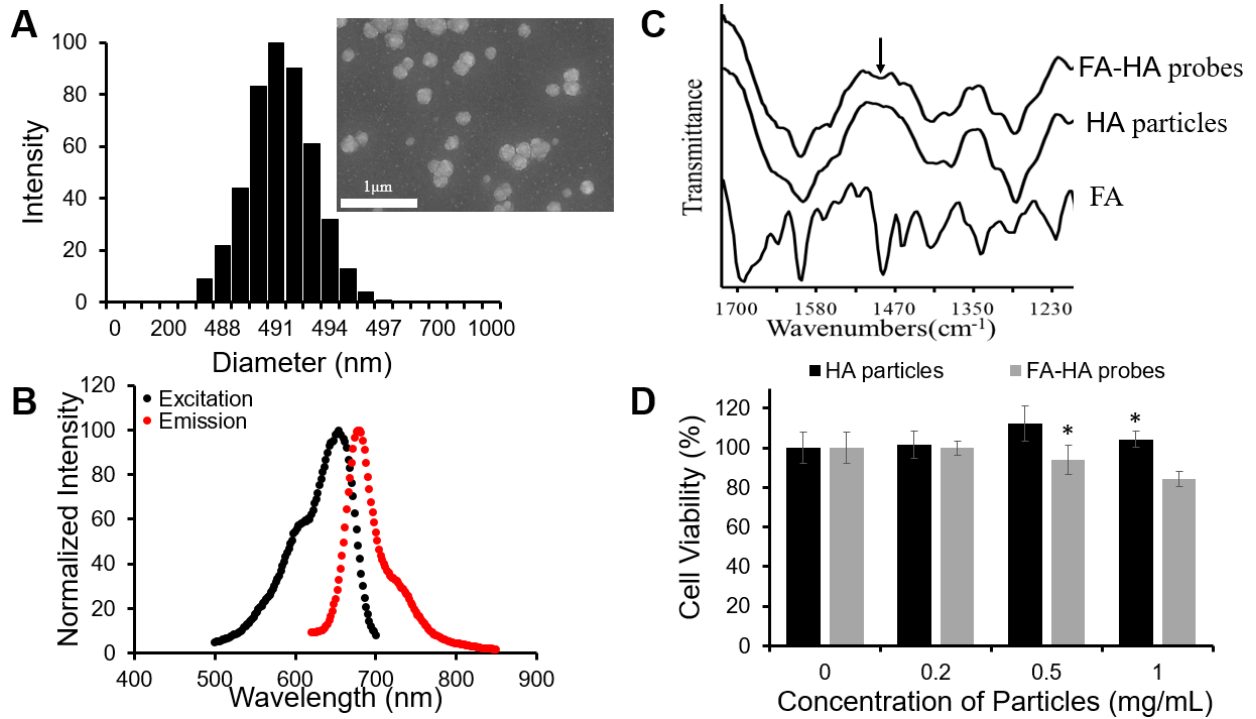 A
Intensity
100
80
60
40
20
0
0 200 488 491 494 497 700 1000
Diameter (nm)
1μm
B
Excitation
Emission
Normalized Intensity
120
100
80
60
40
20
0
400 500 600 700 800 900
Wavelength (nm)
C
Transmittance
FA-HA probes
HA particles
FA
1700 1580 1470 1350 1230
Wavenumbers(cm⁻¹)
D
HA particles FA-HA probes
Cell Viability (%)
120
100
80
60
40
20
0
* *
0 0.2 0.5 1
Concentration of Particles (mg/mL)